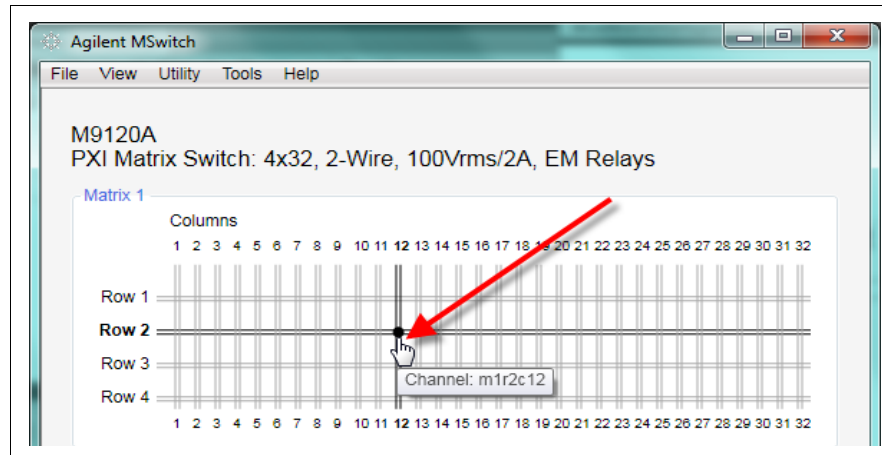 Agilent MSwitch
File View Utility Tools Help
M9120A
PXI Matrix Switch: 4x32, 2-Wire, 100Vrms/2A, EM Relays
Matrix 1
Columns
1 2 3 4 5 6 7 8 9 10 11 12 13 14 15 16 17 18 19 20 21 22 23 24 25 26 27 28 29 30 31 32
Row 1
Row 2
Row 3
Channel: m1r2c12
Row 4
1 2 3 4 5 6 7 8 9 10 11 12 13 14 15 16 17 18 19 20 21 22 23 24 25 26 27 28 29 30 31 32